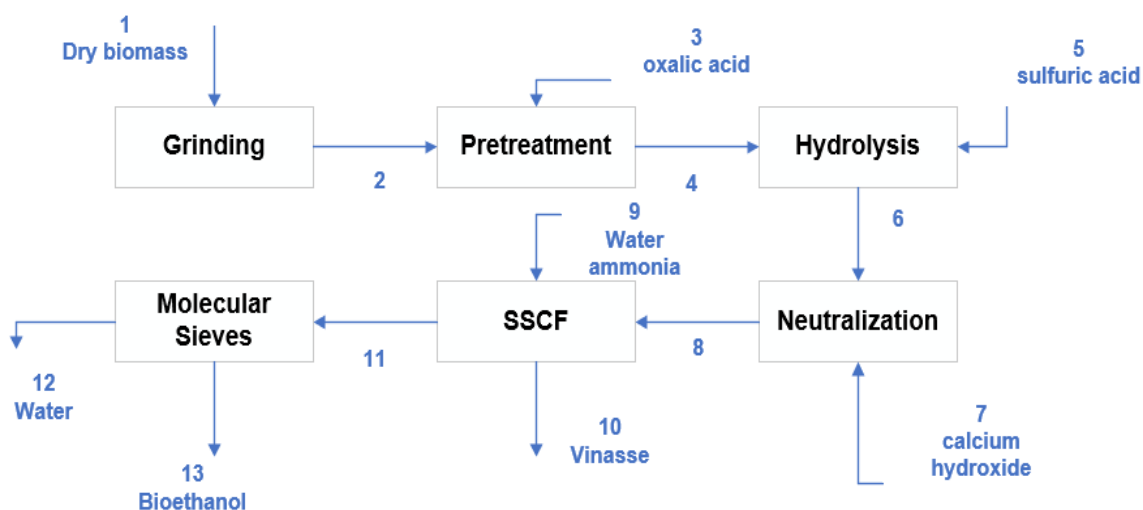 1
Dry biomass
3
oxalic acid
5
sulfuric acid
Grinding
Pretreatment
Hydrolysis
2
4
6
9
Water
ammonia
Molecular
Sieves
SSCF
Neutralization
11
8
12
Water
13
Bioethanol
10
Vinasse
7
calcium
hydroxide